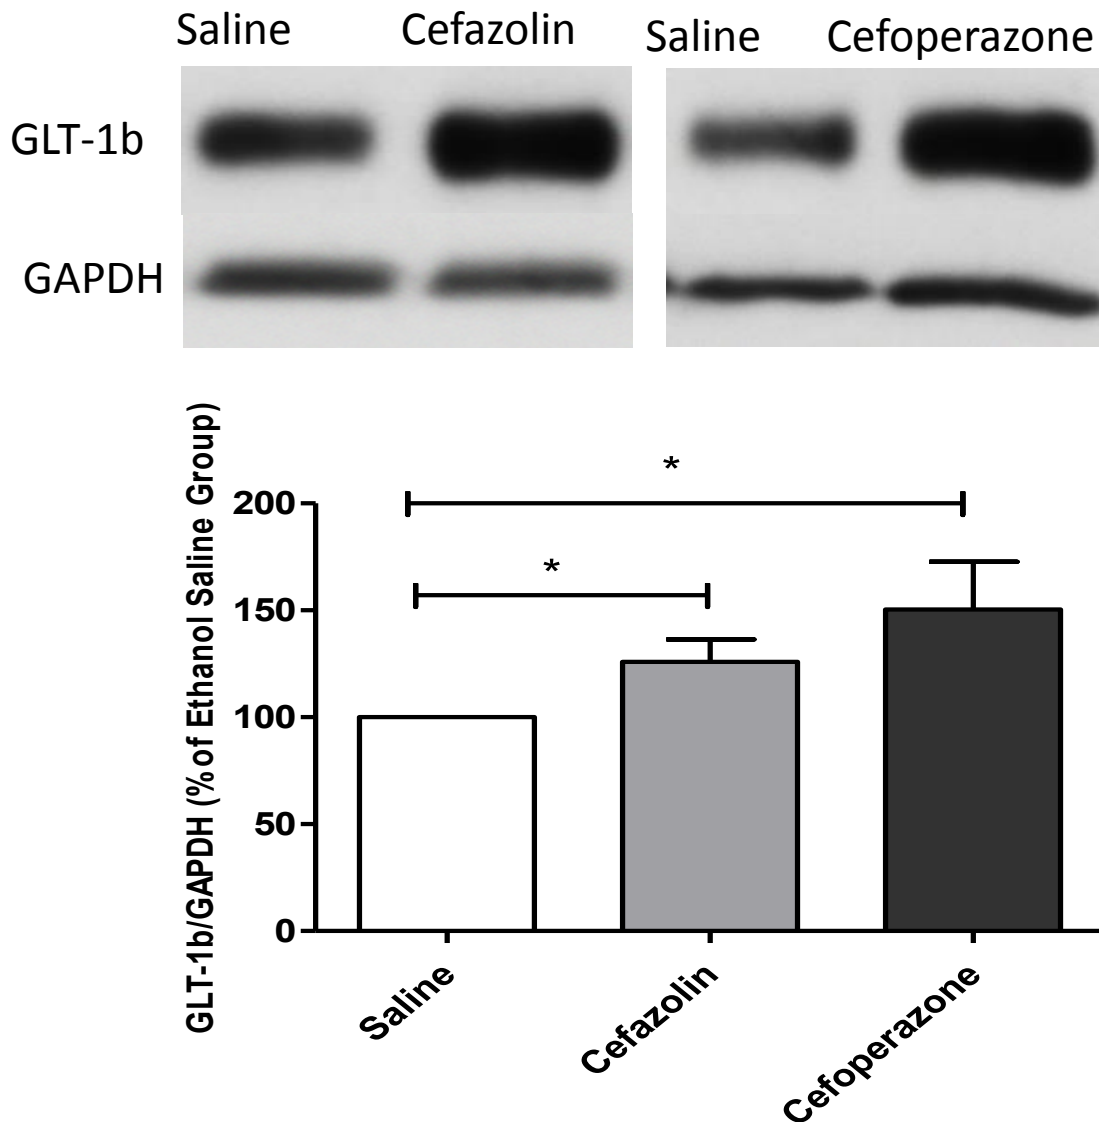 Saline Cefazolin Saline Cefoperazone
GLT-1b
GAPDH
GLT-1b/GAPDH (% of Ethanol Saline Group)
*
200
*
150
100
50
0
Saline
Cefazolin
Cefoperazone